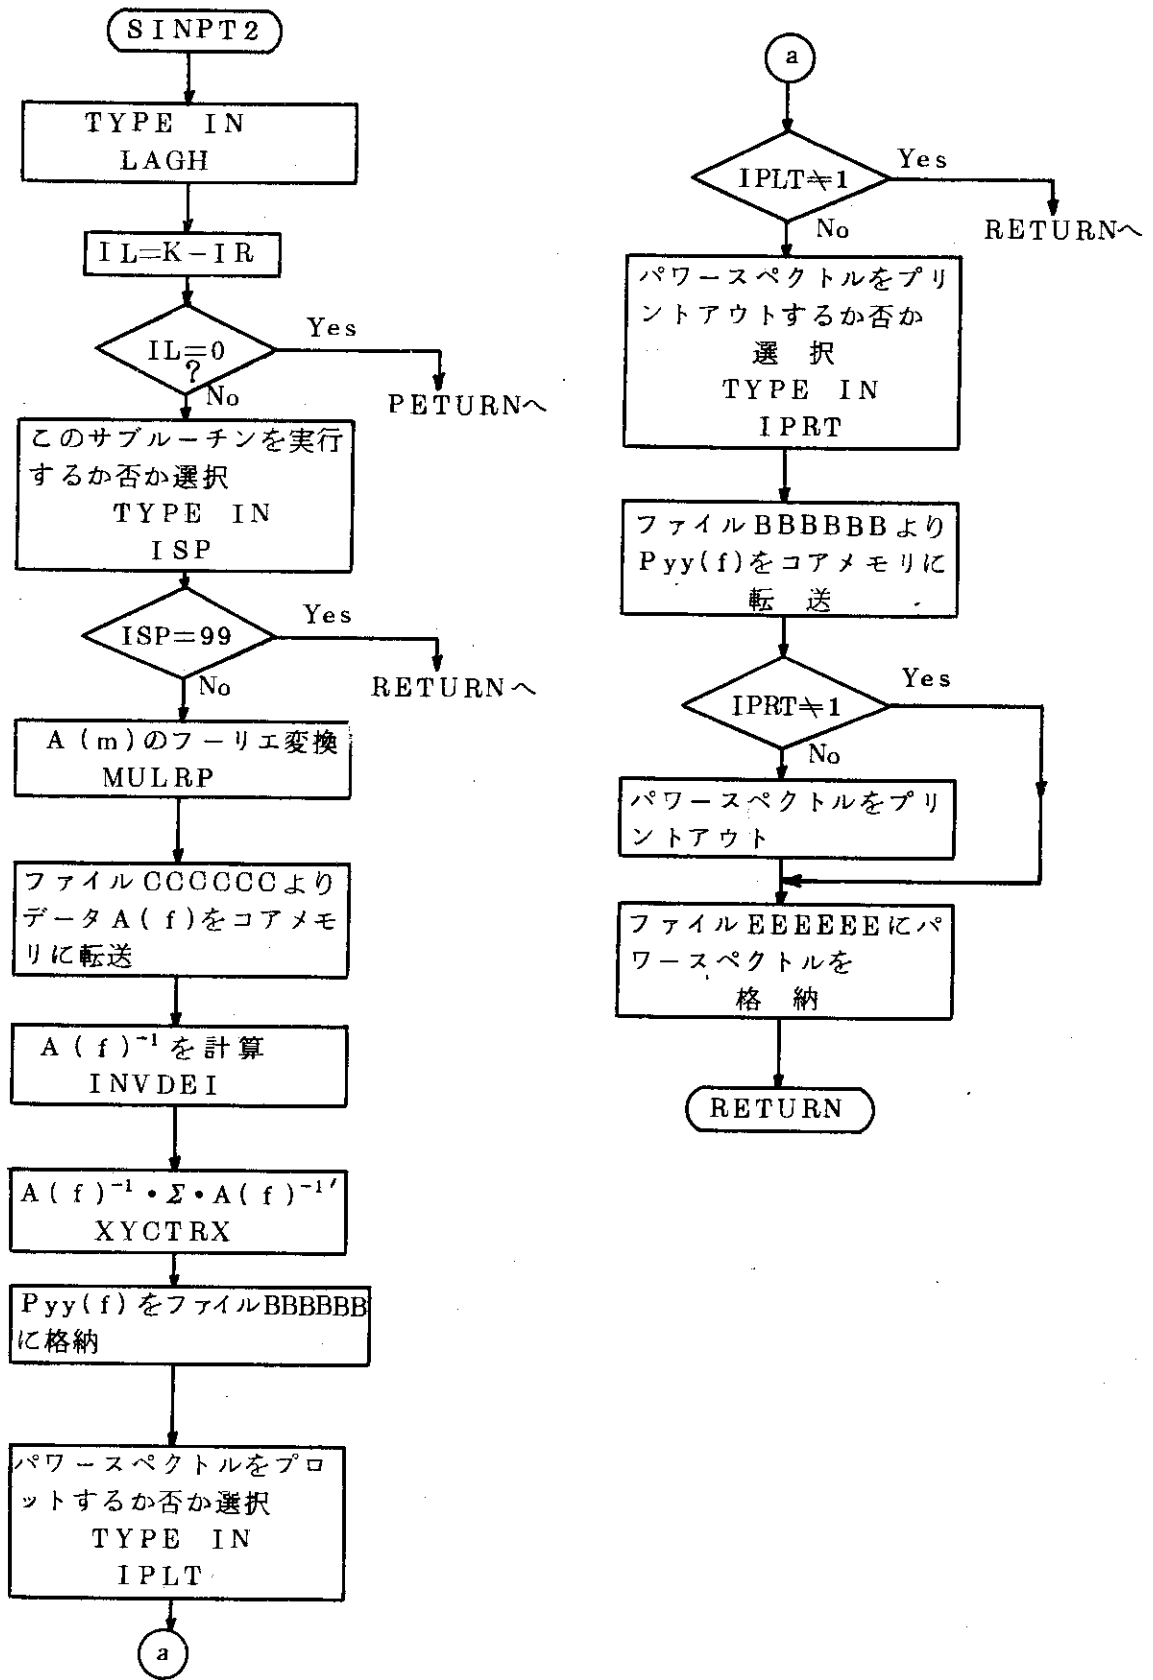 SINPT2
TYPE IN
LAGH
IL=K-IR
IL=0
?
Yes
No
PETURNへ
このサブルーチンを実行
するか否か選択
TYPE IN
ISP
ISP=99
Yes
No
RETURNへ
A(m)のフーリエ変換
MULRP
ファイルCCCCCCより
データA(f)をコアメモ
リに転送
A(f)⁻¹を計算
INVDEI
A(f)⁻¹・Σ・A(f)⁻¹′
XYCTRX
Pyy(f)をファイルBBBBBB
に格納
パワースペクトルをプロ
ットするか否か選択
TYPE IN
IPLT
a
a
IPLT≠1
Yes
No
RETURNへ
パワースペクトルをプリ
ントアウトするか否か
選択
TYPE IN
IPRT
ファイルBBBBBBより
Pyy(f)をコアメモリに
転送
IPRT≠1
Yes
No
パワースペクトルをプリ
ントアウト
ファイルEEEEEEにパ
ワースペクトルを
格納
RETURN